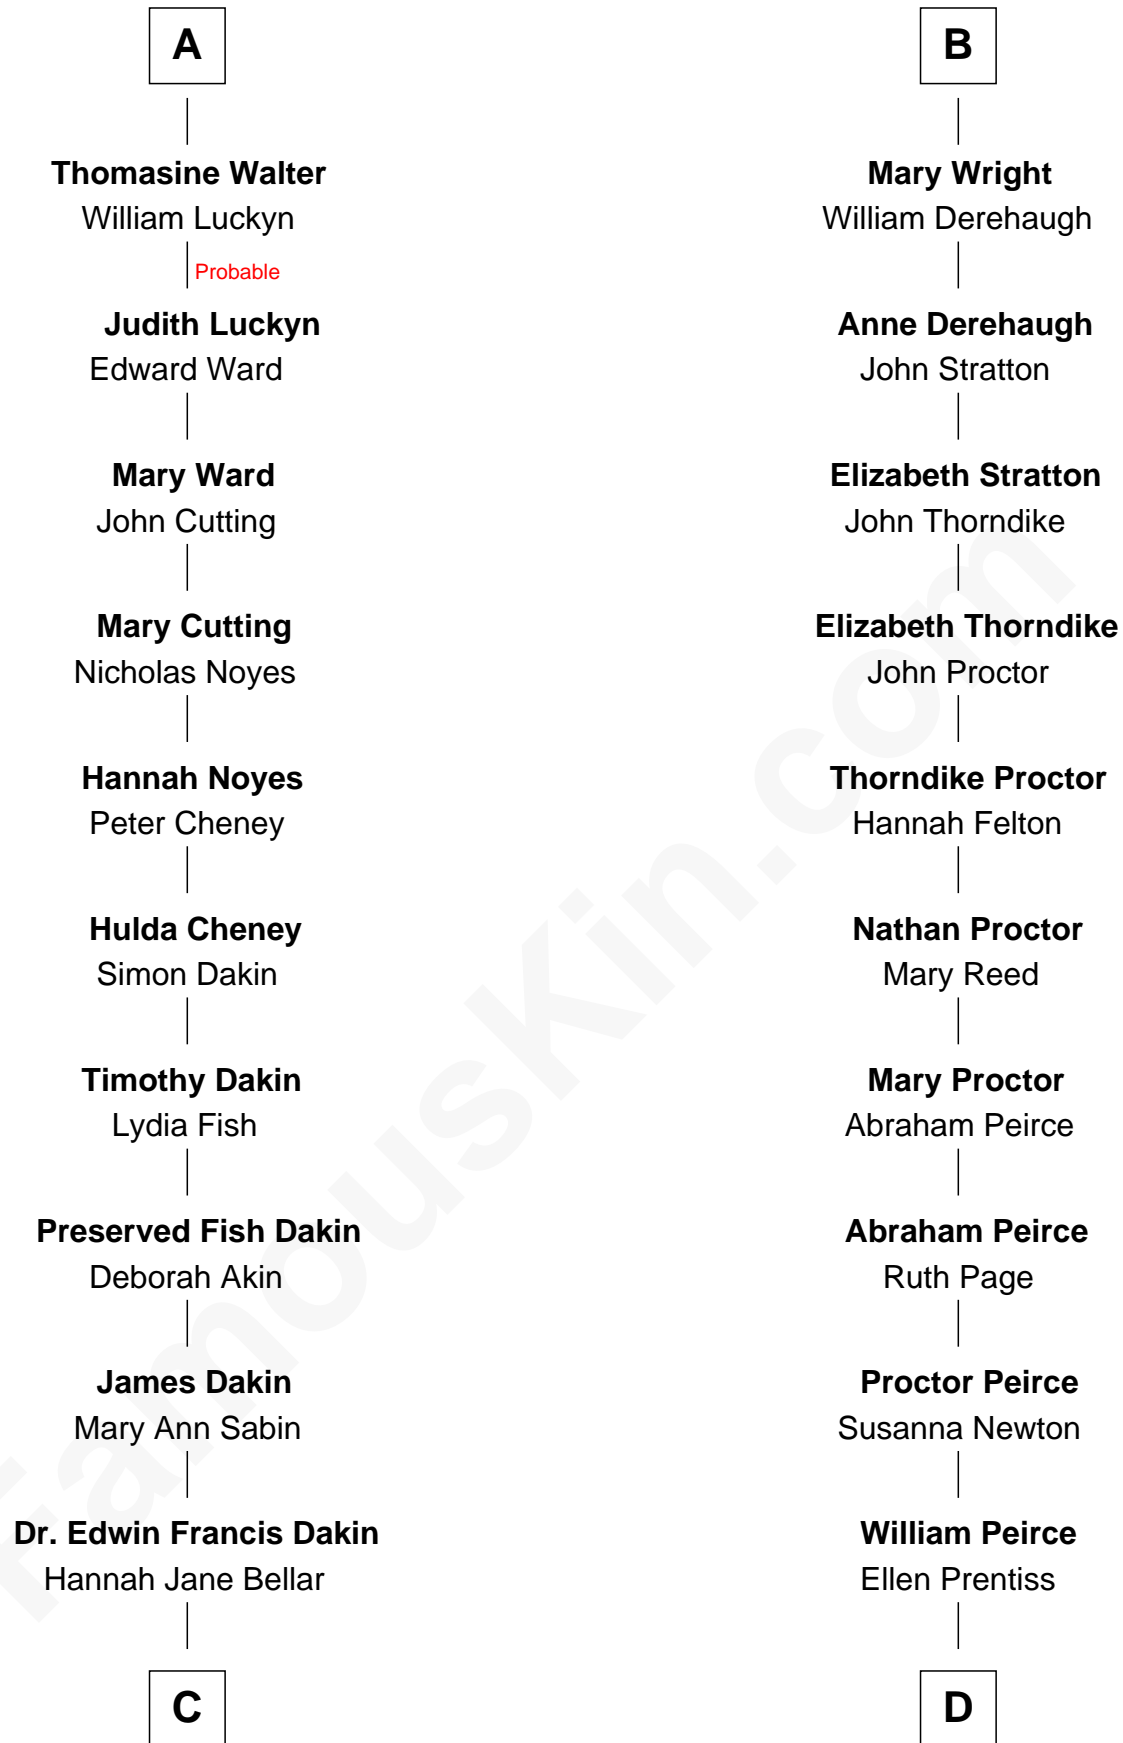 A
Thomasine Walter
William Luckyn
Probable
Judith Luckyn
Edward Ward
Mary Ward
John Cutting
Mary Cutting
Nicholas Noyes
Hannah Noyes
Peter Cheney
Hulda Cheney
Simon Dakin
Timothy Dakin
Lydia Fish
Preserved Fish Dakin
Deborah Akin
James Dakin
Mary Ann Sabin
Dr. Edwin Francis Dakin
Hannah Jane Bellar
C
B
Mary Wright
William Derehaugh
Anne Derehaugh
John Stratton
Elizabeth Stratton
John Thorndike
Elizabeth Thorndike
John Proctor
Thorndike Proctor
Hannah Felton
Nathan Proctor
Mary Reed
Mary Proctor
Abraham Peirce
Abraham Peirce
Ruth Page
Proctor Peirce
Susanna Newton
William Peirce
Ellen Prentiss
D
FamousKin.com